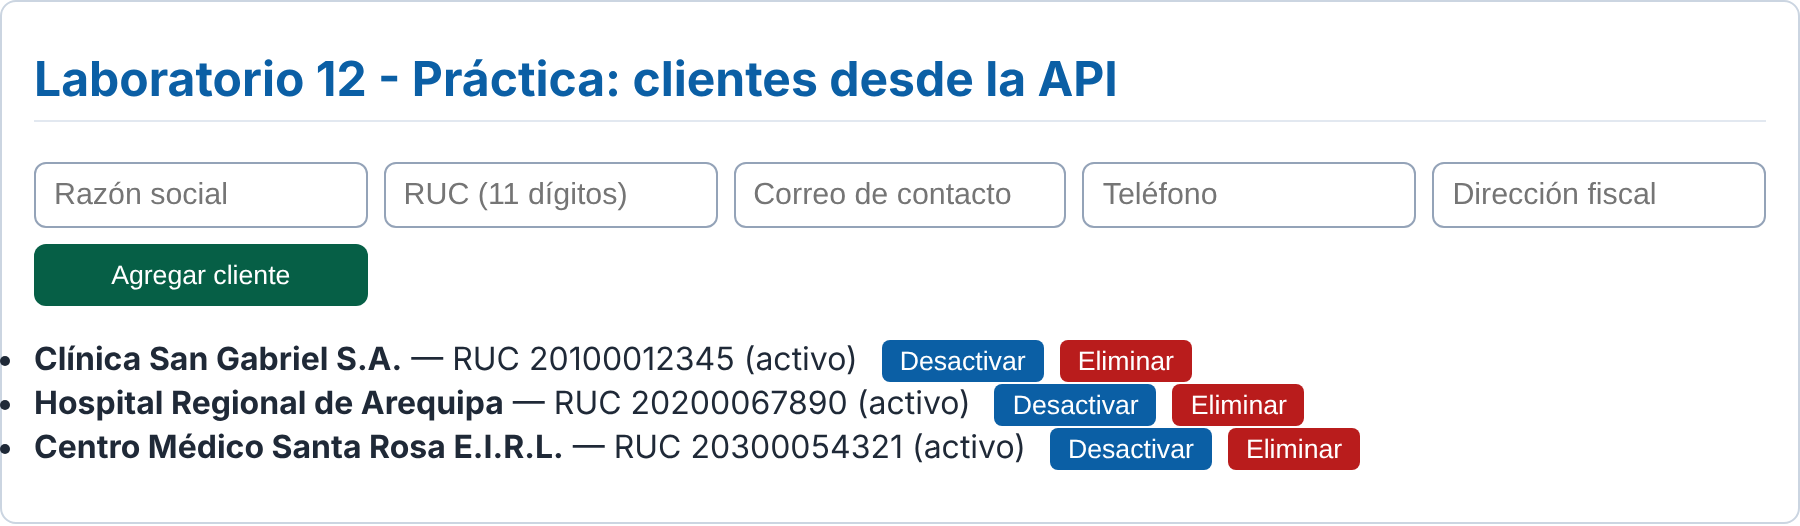 Laboratorio 12 - Práctica: clientes desde la API
Razón social RUC (11 dígitos) Correo de contacto Teléfono Dirección fiscal
Agregar cliente
• Clínica San Gabriel S.A. — RUC 20100012345 (activo) Desactivar Eliminar
• Hospital Regional de Arequipa — RUC 20200067890 (activo) Desactivar Eliminar
• Centro Médico Santa Rosa E.I.R.L. — RUC 20300054321 (activo) Desactivar Eliminar